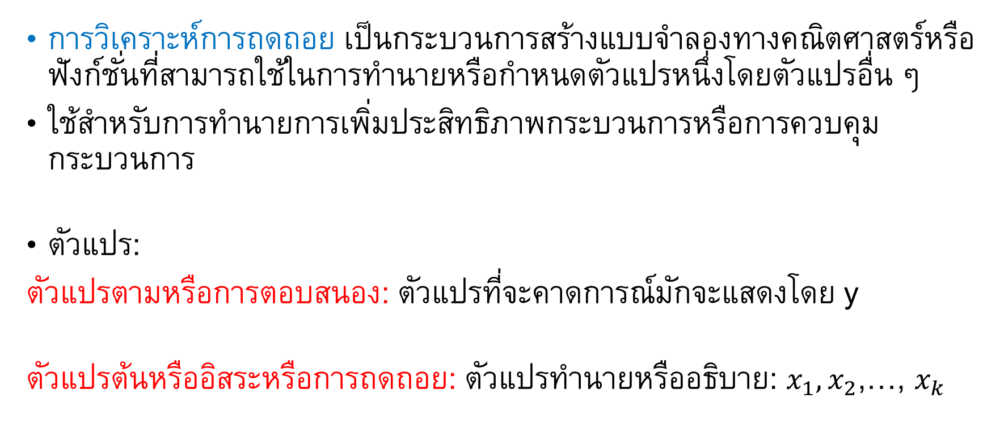 • การวิเคราะห์การถดถอย เป็นกระบวนการสร้างแบบจำลองทางคณิตศาสตร์หรือ
ฟังก์ชั่นที่สามารถใช้ในการทำนายหรือกำหนดตัวแปรหนึ่งโดยตัวแปรอื่น ๆ
• ใช้สำหรับการทำนายการเพิ่มประสิทธิภาพกระบวนการหรือการควบคุม
กระบวนการ
• ตัวแปร:
ตัวแปรตามหรือการตอบสนอง: ตัวแปรที่จะคาดการณ์มักจะแสดงโดย y
ตัวแปรต้นหรืออิสระหรือการถดถอย: ตัวแปรทำนายหรืออธิบาย: x₁, x₂,…, xₖ